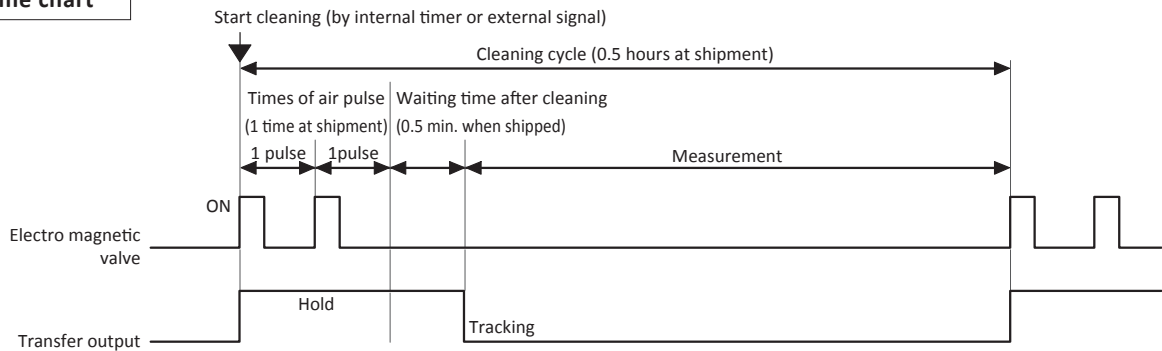 chart
Start cleaning (by internal timer or external signal)
Cleaning cycle (0.5 hours at shipment)
Times of air pulse
Waiting time after cleaning
(1 time at shipment)
(0.5 min. when shipped)
1 pulse
1pulse
Measurement
ON
Electro magnetic
valve
Hold
Tracking
Transfer output